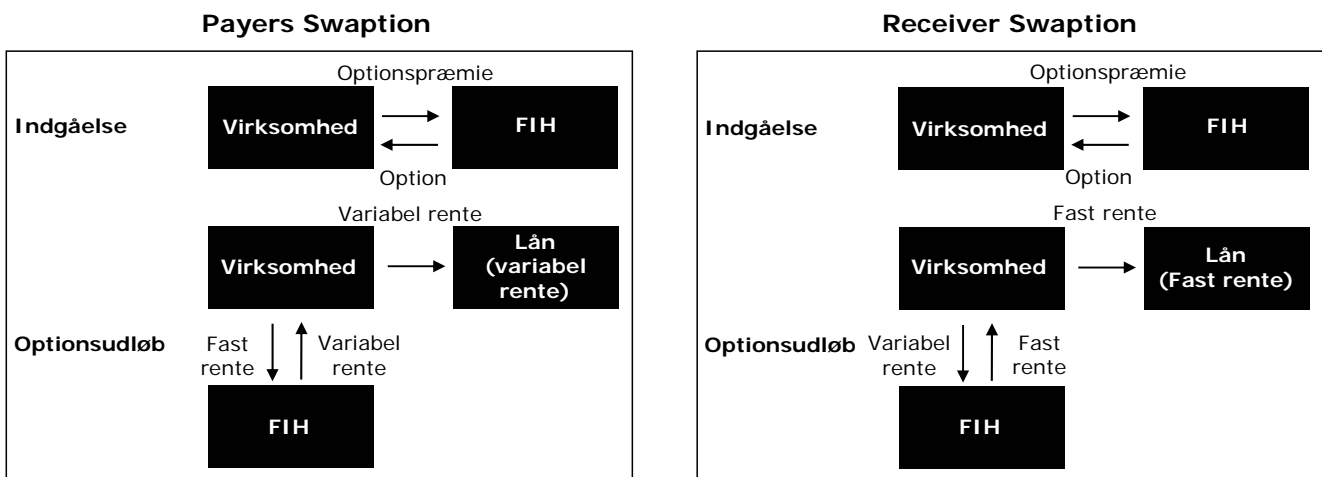 Payers Swaption
Optionspræmie
Indgåelse
Virksomhed
FIH
Option
Variabel rente
Virksomhed
Lån
(variabel
rente)
Optionsudløb
Fast
rente
Variabel
rente
FIH
Receiver Swaption
Optionspræmie
Indgåelse
Virksomhed
FIH
Option
Fast rente
Virksomhed
Lån
(Fast rente)
Optionsudløb
Variabel
rente
Fast
rente
FIH